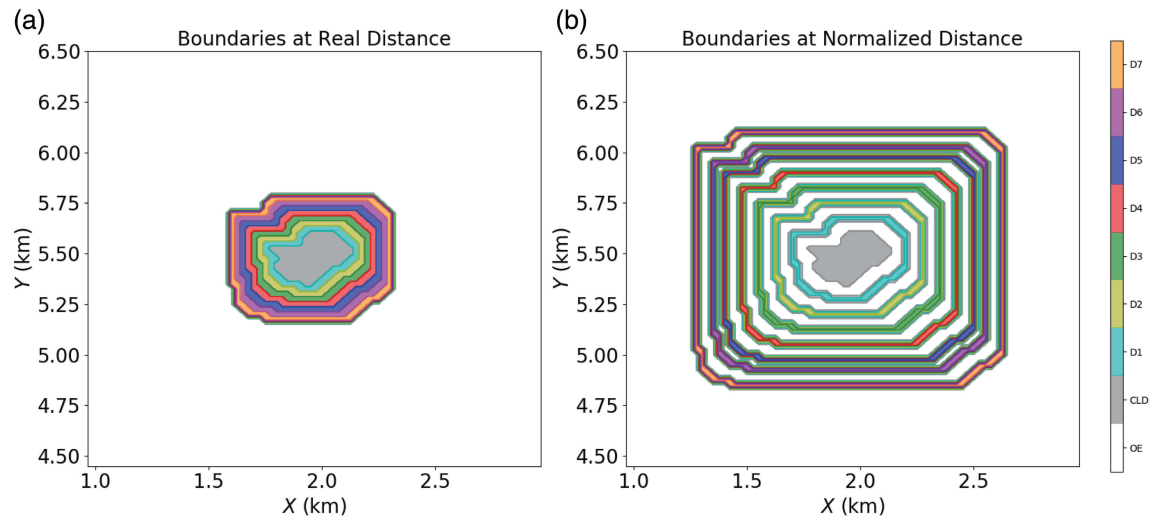 (a)
Boundaries at Real Distance
6.50
6.25
6.00
5.75
5.50
5.25
5.00
4.75
4.50
Y (km)
1.0
1.5
2.0
2.5
X (km)
(b)
Boundaries at Normalized Distance
6.50
6.25
6.00
5.75
5.50
5.25
5.00
4.75
4.50
Y (km)
1.0
1.5
2.0
2.5
X (km)
D7
D6
D5
D4
D3
D2
D1
CLD
OE